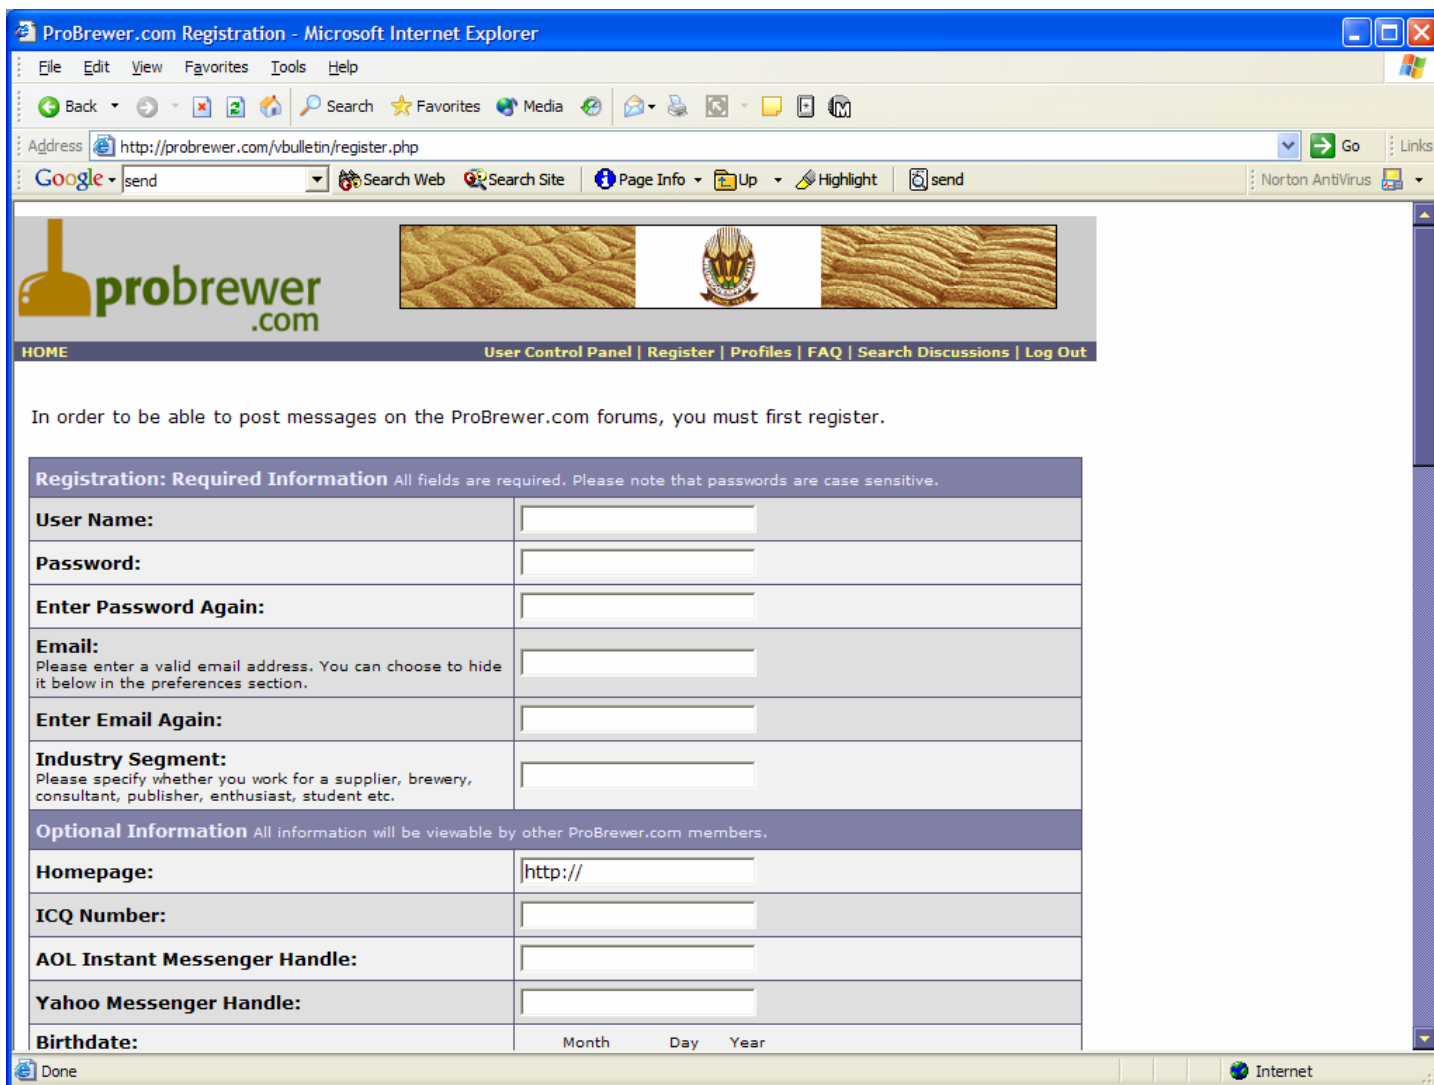 ProBrewer.com Registration - Microsoft Internet Explorer
File Edit View Favorites Tools Help
Back Search Favorites Media
Address http://probrewer.com/vbulletin/register.php Go Links
Google send Search Web Search Site Page Info Up Highlight send Norton AntiVirus
probrewer
.com
HOME User Control Panel | Register | Profiles | FAQ | Search Discussions | Log Out
In order to be able to post messages on the ProBrewer.com forums, you must first register.
Registration: Required Information All fields are required. Please note that passwords are case sensitive.
User Name:
Password:
Enter Password Again:
Email:
Please enter a valid email address. You can choose to hide
it below in the preferences section.
Enter Email Again:
Industry Segment:
Please specify whether you work for a supplier, brewery,
consultant, publisher, enthusiast, student etc.
Optional Information All information will be viewable by other ProBrewer.com members.
Homepage: http://
ICQ Number:
AOL Instant Messenger Handle:
Yahoo Messenger Handle:
Birthdate: Month Day Year
Done Internet